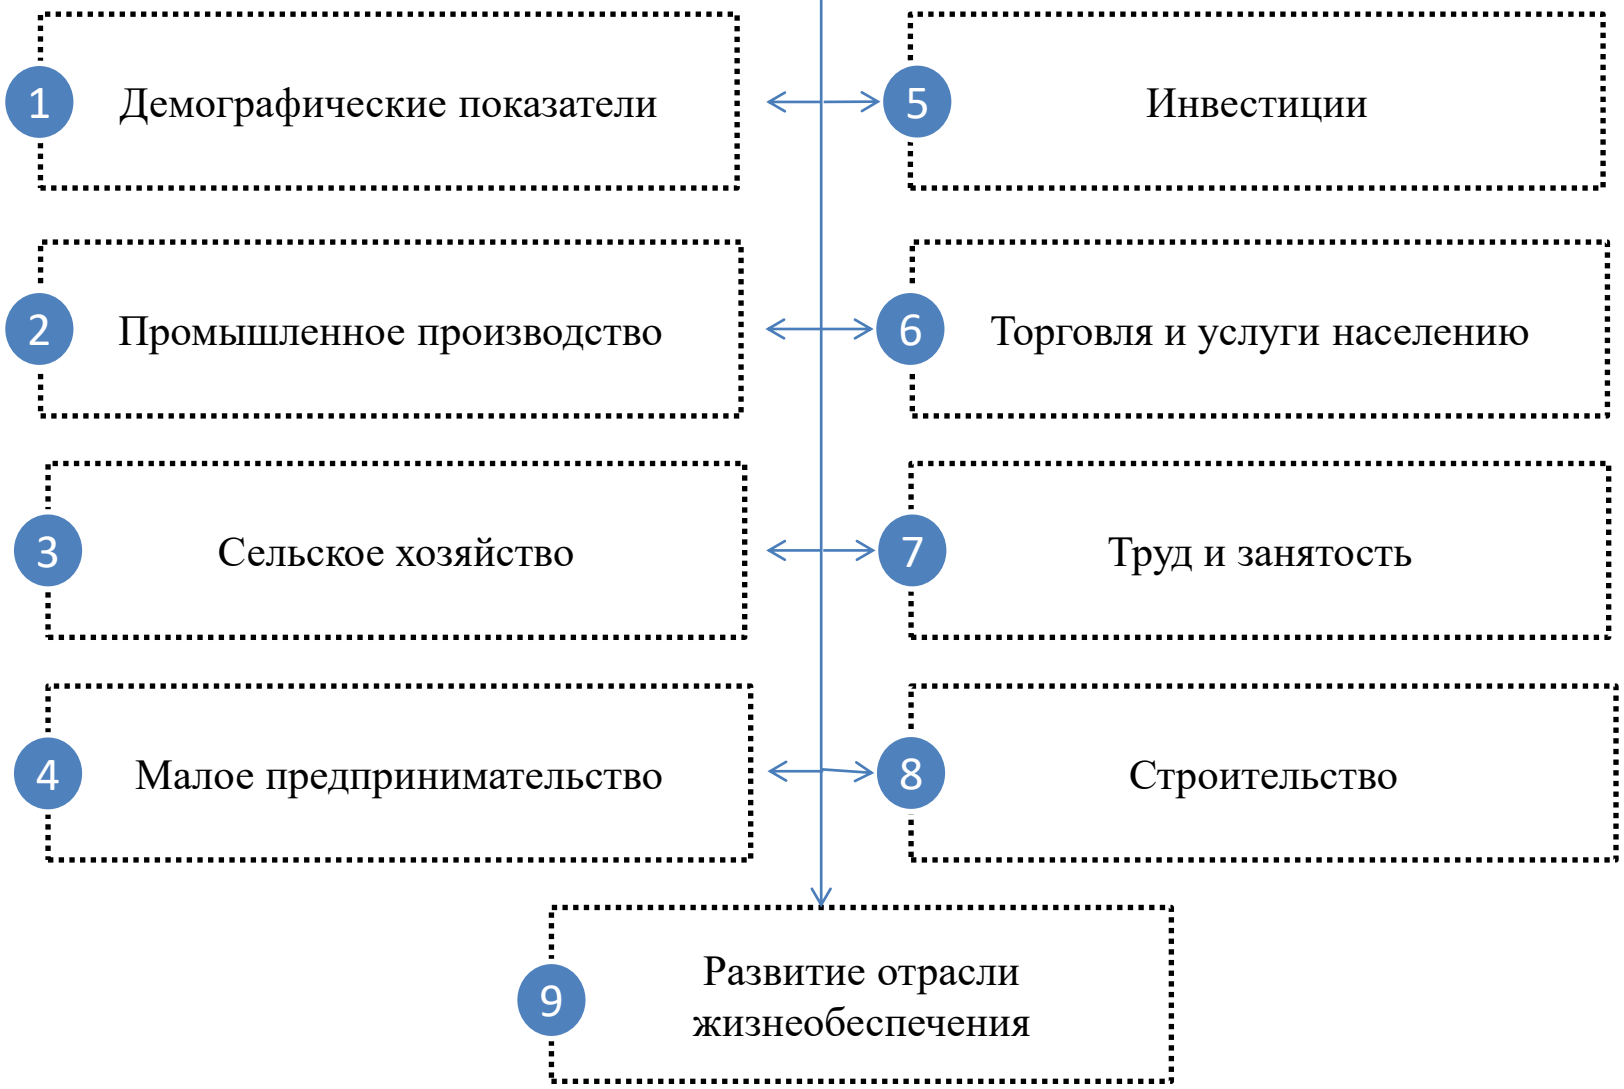 1
Демографические показатели
5
Инвестиции
2
Промышленное производство
6
Торговля и услуги населению
3
Сельское хозяйство
7
Труд и занятость
4
Малое предпринимательство
8
Строительство
9
Развитие отрасли
жизнеобеспечения